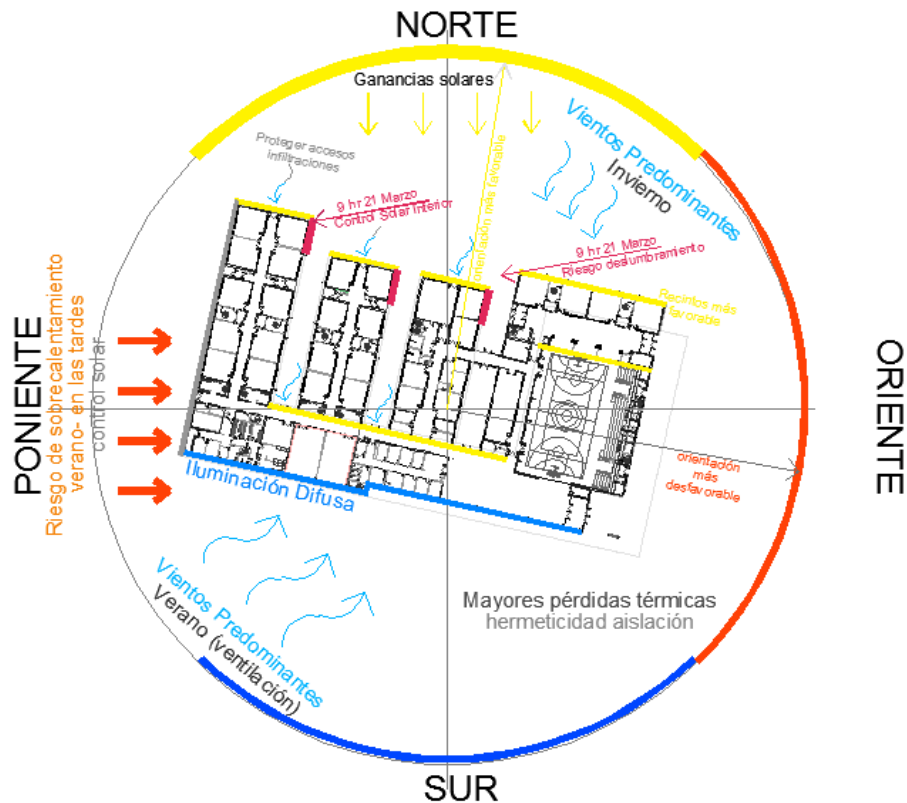 NORTE
Ganancias solares
Proteger accesos
infiltraciones
Vientos Predominantes
Invierno
9 hr 21 Marzo
Control Solar Interior
orientación más favorable
9 hr 21 Marzo
Riesgo deslumbramiento
Recintos más
favorable
PONIENTE
Riesgo de sobrecalentamiento
verano- en las tardes
control solar
ORIENTE
orientación
más
desfavorable
Iluminación Difusa
Vientos Predominantes
Verano (ventilación)
Mayores pérdidas térmicas
hermeticidad aislación
SUR